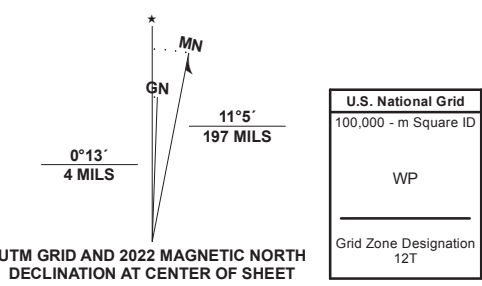 ★
MN
GN
11°5´
197 MILS
0°13´
4 MILS
UTM GRID AND 2022 MAGNETIC NORTH
DECLINATION AT CENTER OF SHEET
U.S. National Grid
100,000 - m Square ID
WP
Grid Zone Designation
12T